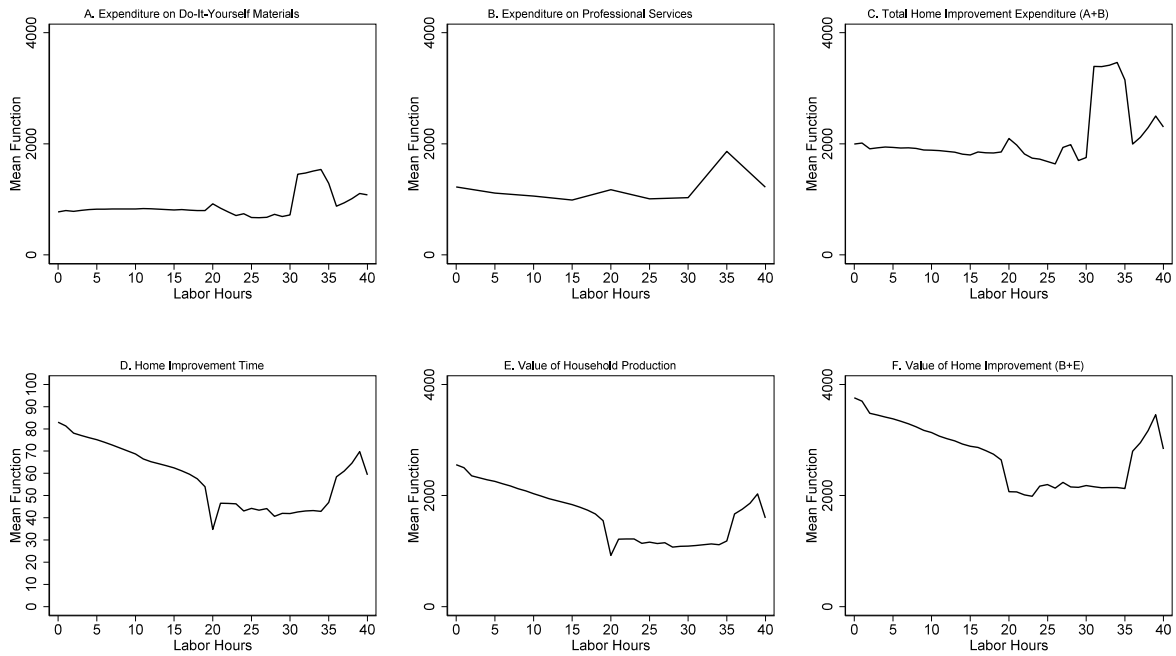 A. Expenditure on Do-It-Yourself Materials
Mean Function
0 2000 4000
0 5 10 15 20 25 30 35 40
Labor Hours
B. Expenditure on Professional Services
Mean Function
0 2000 4000
0 5 10 15 20 25 30 35 40
Labor Hours
C. Total Home Improvement Expenditure (A+B)
Mean Function
0 2000 4000
0 5 10 15 20 25 30 35 40
Labor Hours
D. Home Improvement Time
Mean Function
0 10 20 30 40 50 60 70 80 90 100
0 5 10 15 20 25 30 35 40
Labor Hours
E. Value of Household Production
Mean Function
0 2000 4000
0 5 10 15 20 25 30 35 40
Labor Hours
F. Value of Home Improvement (B+E)
Mean Function
0 2000 4000
0 5 10 15 20 25 30 35 40
Labor Hours